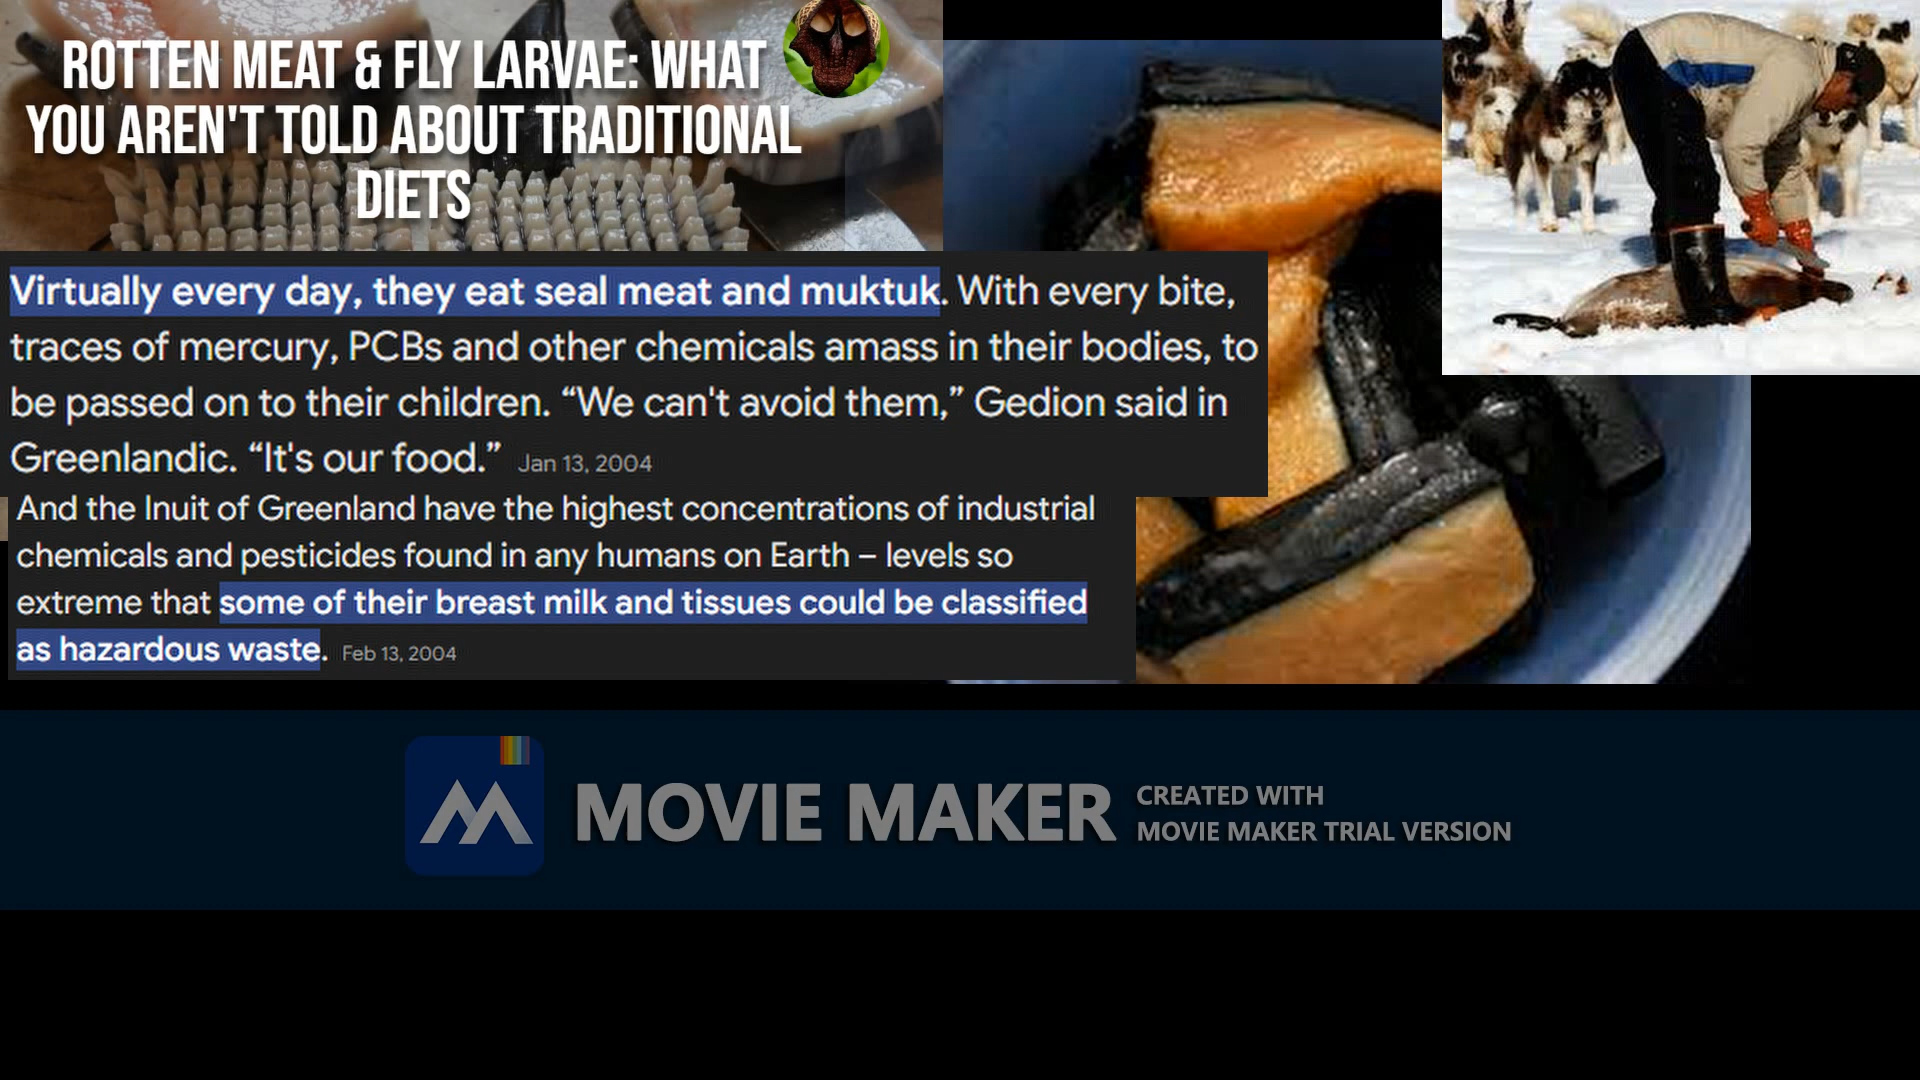 ROTTEN MEAT & FLY LARVAE: WHAT
YOU AREN'T TOLD ABOUT TRADITIONAL
DIETS
Virtually every day, they eat seal meat and muktuk. With every bite,
traces of mercury, PCBs and other chemicals amass in their bodies, to
be passed on to their children. “We can't avoid them,” Gedion said in
Greenlandic. “It's our food.” Jan 13, 2004
And the Inuit of Greenland have the highest concentrations of industrial
chemicals and pesticides found in any humans on Earth – levels so
extreme that some of their breast milk and tissues could be classified
as hazardous waste. Feb 13, 2004
MOVIE MAKER
CREATED WITH
MOVIE MAKER TRIAL VERSION